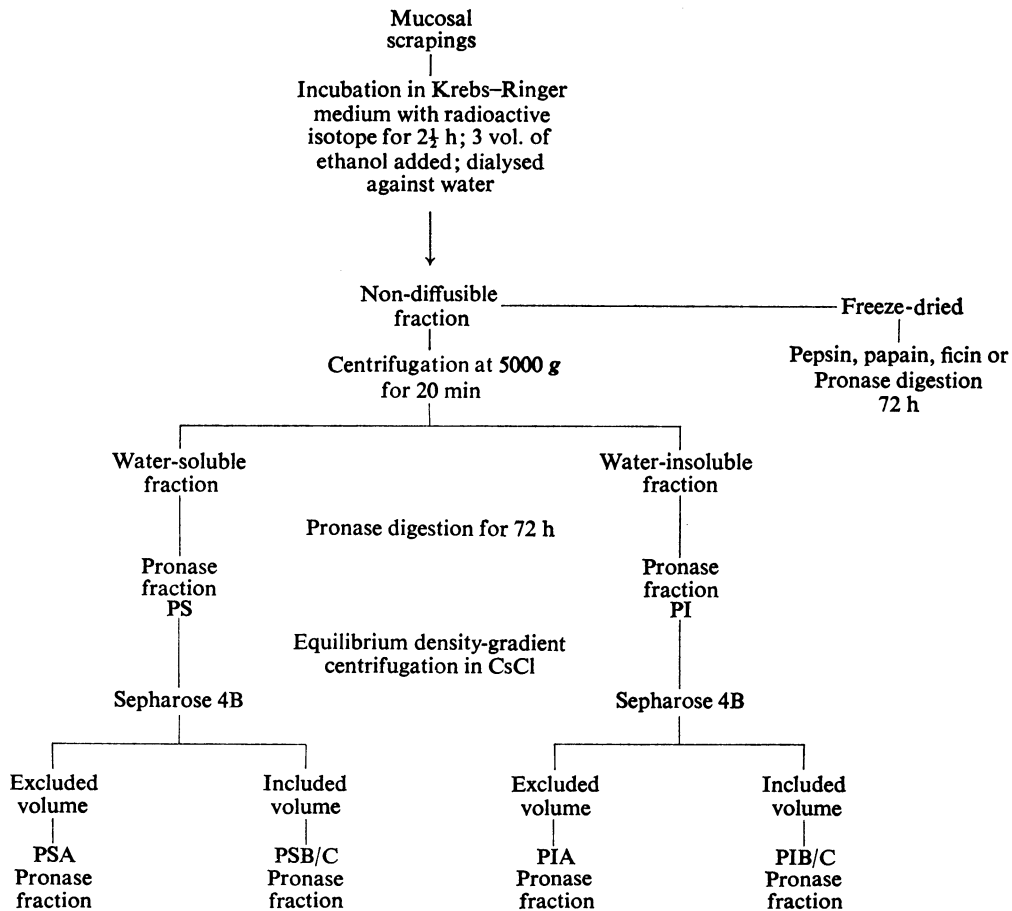 Mucosal
scrapings
Incubation in Krebs–Ringer
medium with radioactive
isotope for 2½ h; 3 vol. of
ethanol added; dialysed
against water
Non-diffusible
fraction
Freeze-dried
Centrifugation at 5000 g
for 20 min
Pepsin, papain, ficin or
Pronase digestion
72 h
Water-soluble
fraction
Water-insoluble
fraction
Pronase digestion for 72 h
Pronase
fraction
PS
Pronase
fraction
PI
Equilibrium density-gradient
centrifugation in CsCl
Sepharose 4B
Sepharose 4B
Excluded
volume
Included
volume
Excluded
volume
Included
volume
PSA
Pronase
fraction
PSB/C
Pronase
fraction
PIA
Pronase
fraction
PIB/C
Pronase
fraction